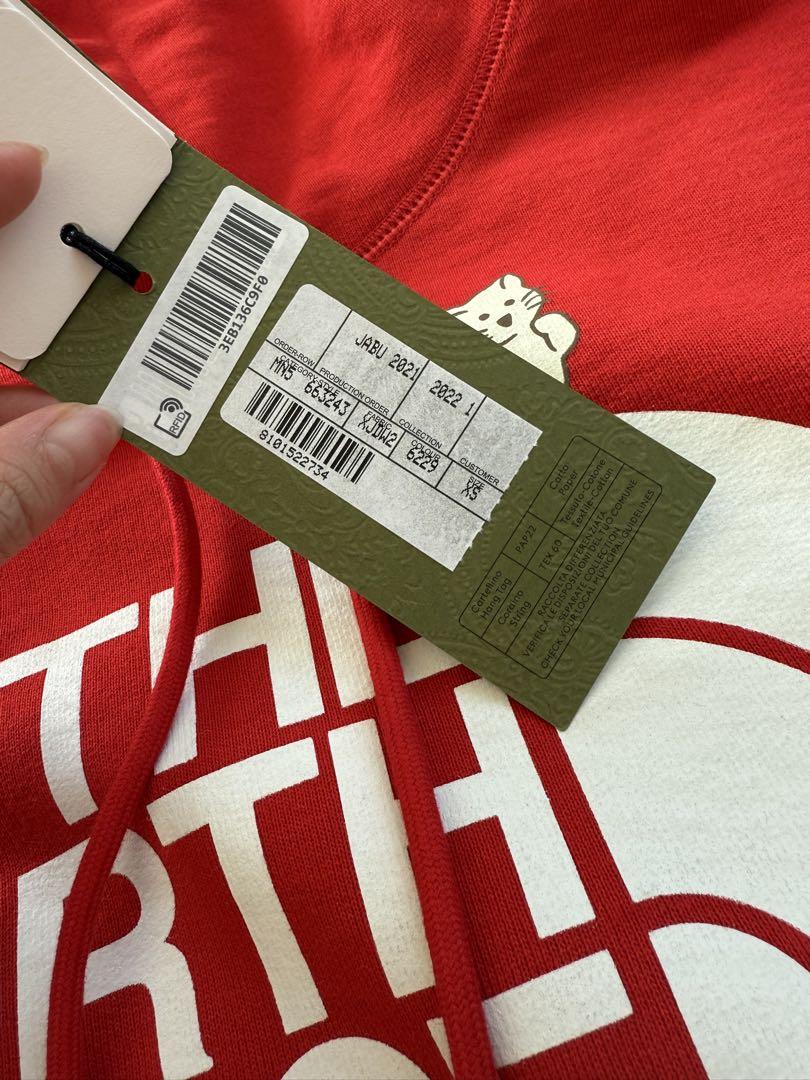 3EB136C9F0
RFID
ORDER-ROW PRODUCTION ORDER COLLECTION CUSTOMER
JABU 2021 2022 1
CATEGORY-STYLE FABRIC COLOUR SIZE
MN5 663243 XJDW2 6229 XS
8101522734
Cartellino
Hang Tag
PAP22
Carta
Paper
Cordino
String
TEX 60
Tessuto-Cotone
Textile-Cotton
RACCOLTA DIFFERENZIATA
VERIFICA LE DISPOSIZIONI DEL TUO COMUNE
SEPARATE COLLECTION
CHECK YOUR LOCAL MUNICIPAL GUIDELINES
THE
RTH